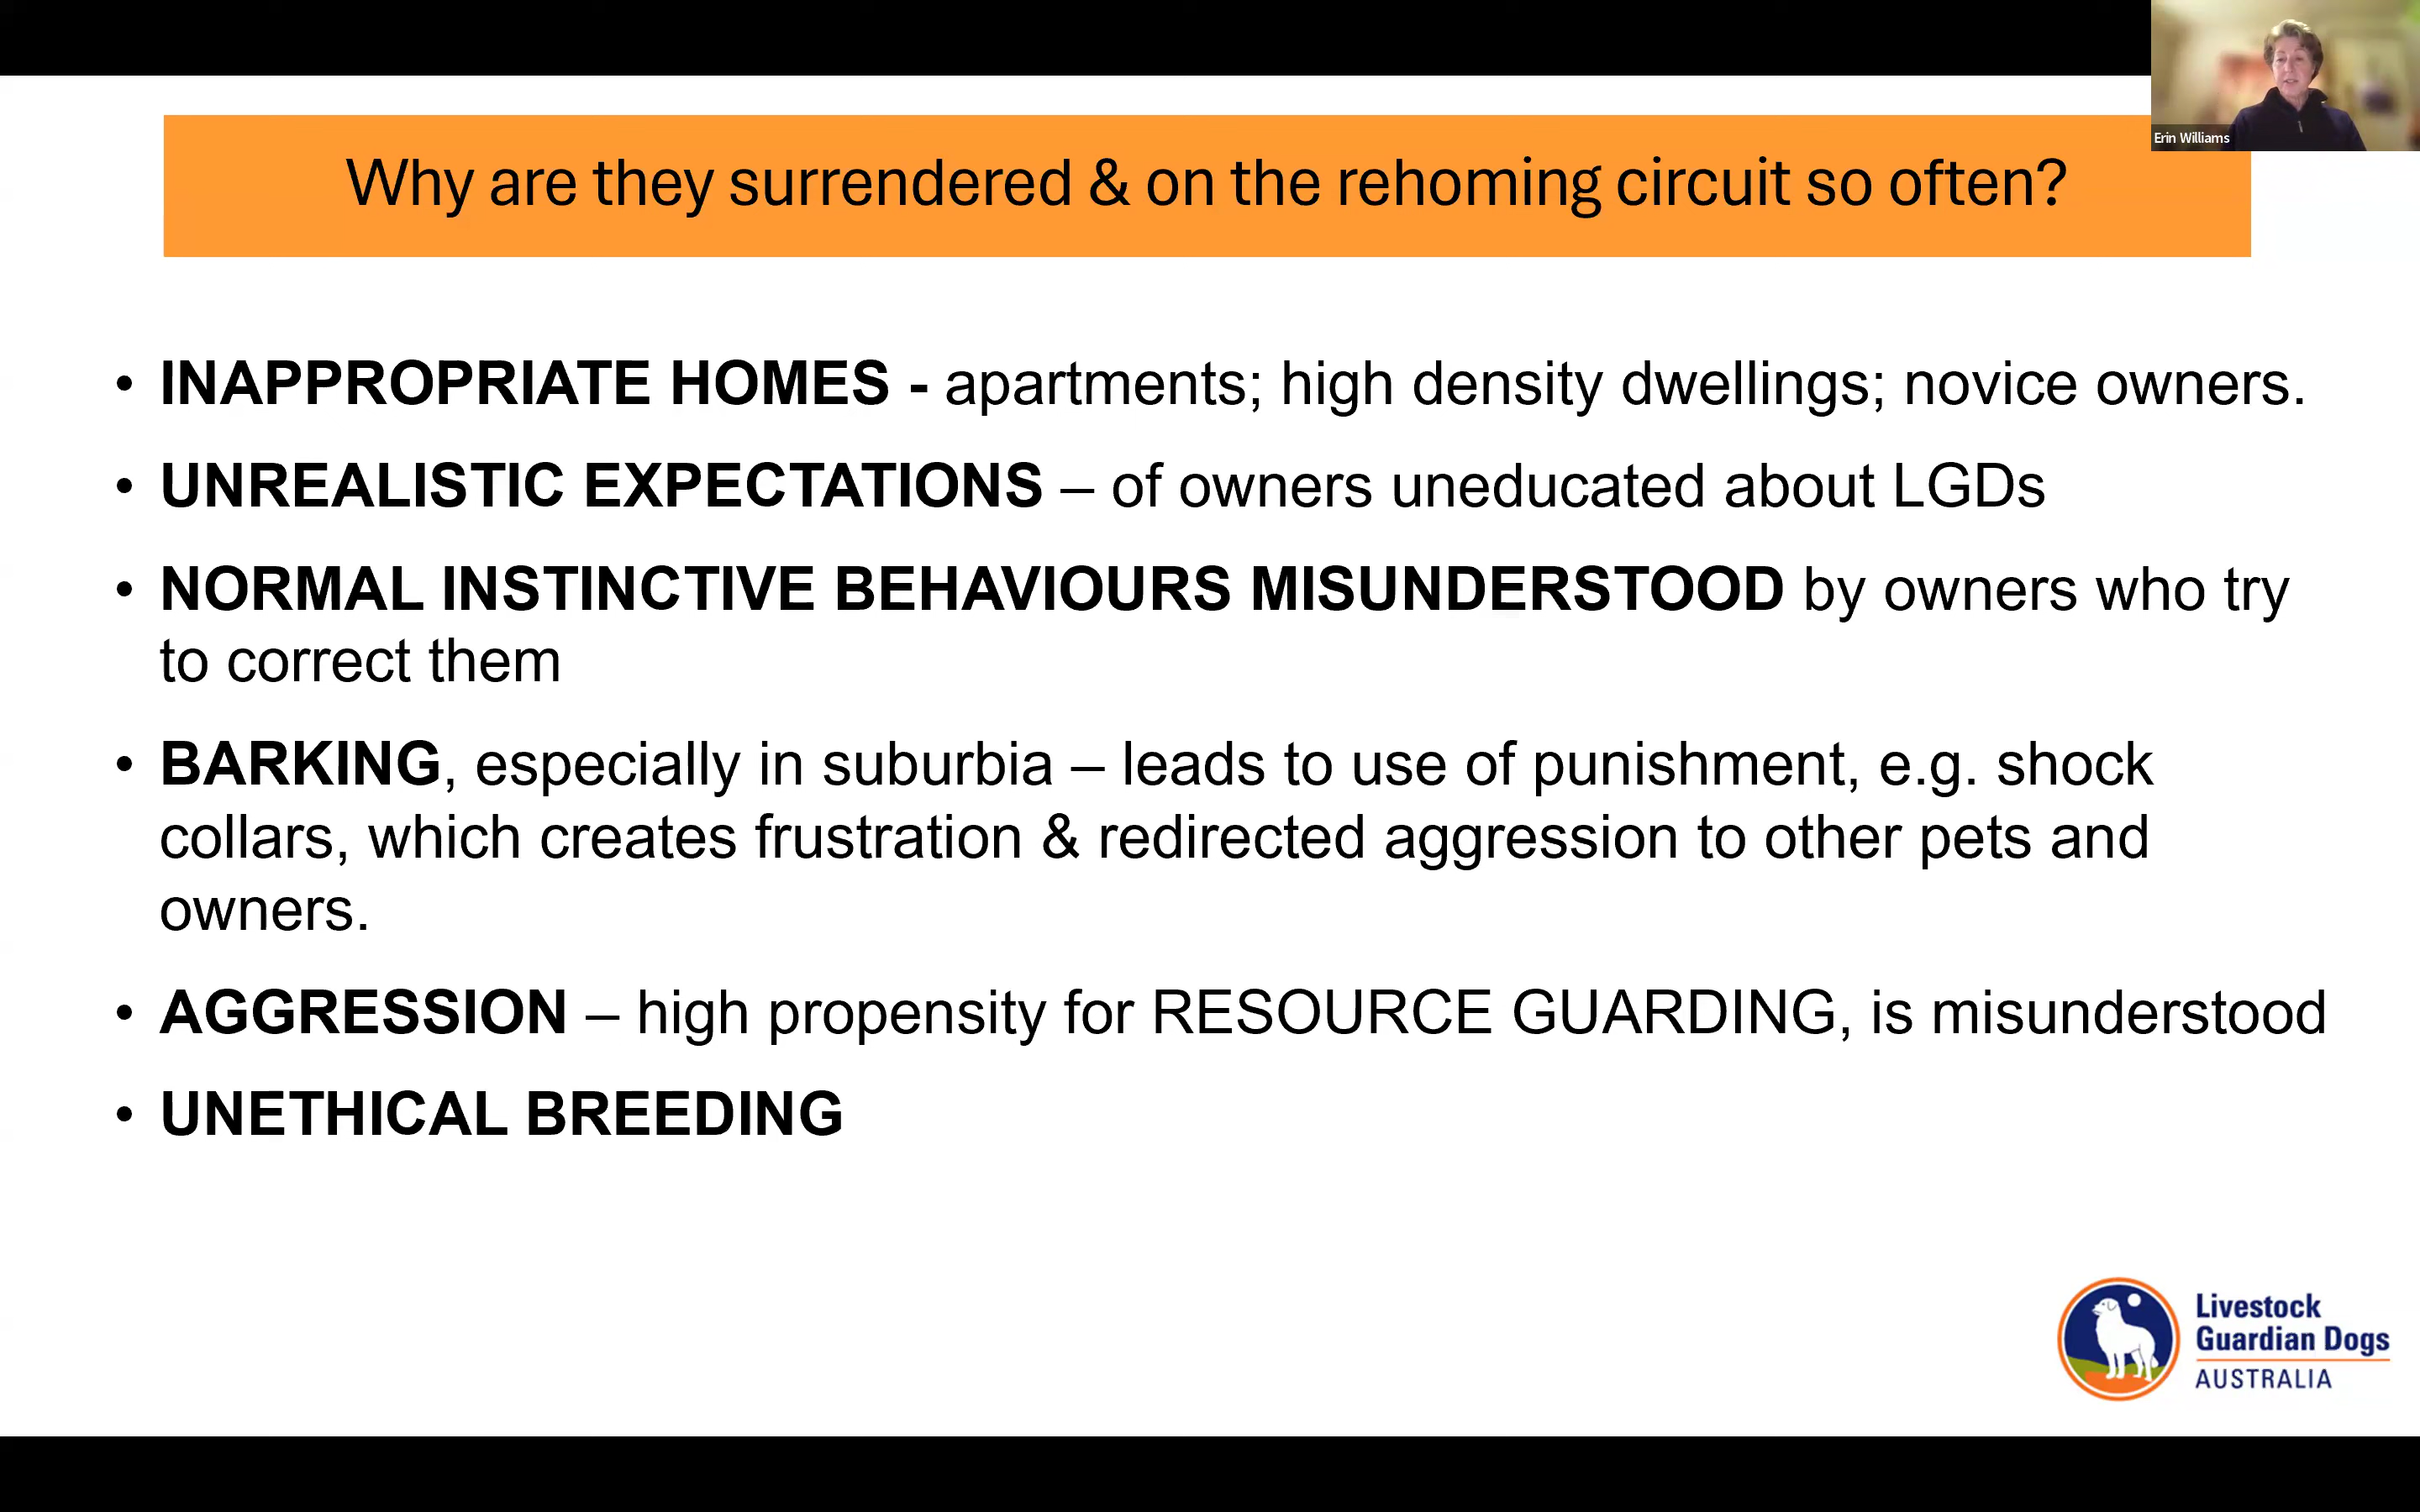 Erin Williams
Why are they surrendered & on the rehoming circuit so often?
• INAPPROPRIATE HOMES - apartments; high density dwellings; novice owners.
• UNREALISTIC EXPECTATIONS – of owners uneducated about LGDs
• NORMAL INSTINCTIVE BEHAVIOURS MISUNDERSTOOD by owners who try
to correct them
• BARKING, especially in suburbia – leads to use of punishment, e.g. shock
collars, which creates frustration & redirected aggression to other pets and
owners.
• AGGRESSION – high propensity for RESOURCE GUARDING, is misunderstood
• UNETHICAL BREEDING
Livestock
Guardian Dogs
AUSTRALIA